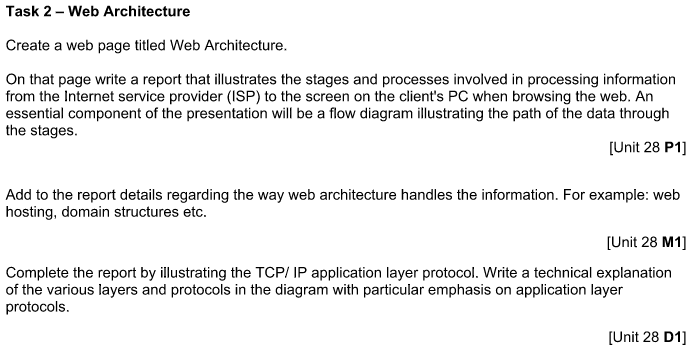 Task 2 – Web Architecture
Create a web page titled Web Architecture.
On that page write a report that illustrates the stages and processes involved in processing information
from the Internet service provider (ISP) to the screen on the client's PC when browsing the web. An
essential component of the presentation will be a flow diagram illustrating the path of the data through
the stages.
[Unit 28 P1]
Add to the report details regarding the way web architecture handles the information. For example: web
hosting, domain structures etc.
[Unit 28 M1]
Complete the report by illustrating the TCP/ IP application layer protocol. Write a technical explanation
of the various layers and protocols in the diagram with particular emphasis on application layer
protocols.
[Unit 28 D1]